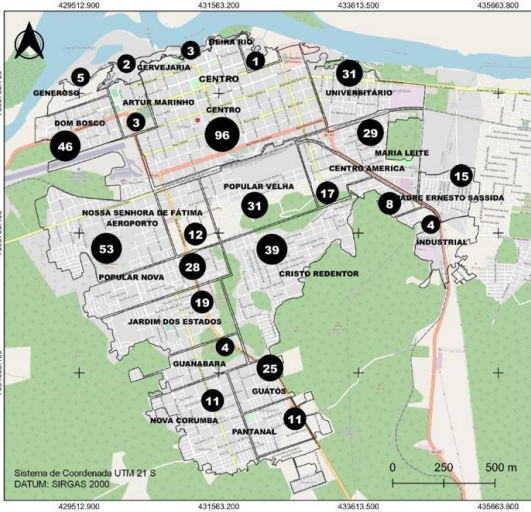 429512.900 431563.200 433613.500 435663.800
3
BEIRA RIO
2
1
CERVEJARIA
5
CENTRO
31
GENEROSO
UNIVERSITÁRIO
ARTUR MARINHO
CENTRO
DOM BOSCO
3
96
29
46
MARIA LEITE
CENTRO AMERICA
15
POPULAR VELHA
17
8
PADRE ERNESTO SASSIDA
31
NOSSA SENHORA DE FÁTIMA
AEROPORTO
4
12
INDUSTRIAL
53
39
28
POPULAR NOVA
CRISTO REDENTOR
19
JARDIM DOS ESTADOS
4
GUANABARA
25
GUATÓS
11
NOVA CORUMBA
11
PANTANAL
Sistema de Coordenada UTM 21 S
DATUM: SIRGAS 2000
0 250 500 m
429512.900 431563.200 433613.500 435663.800